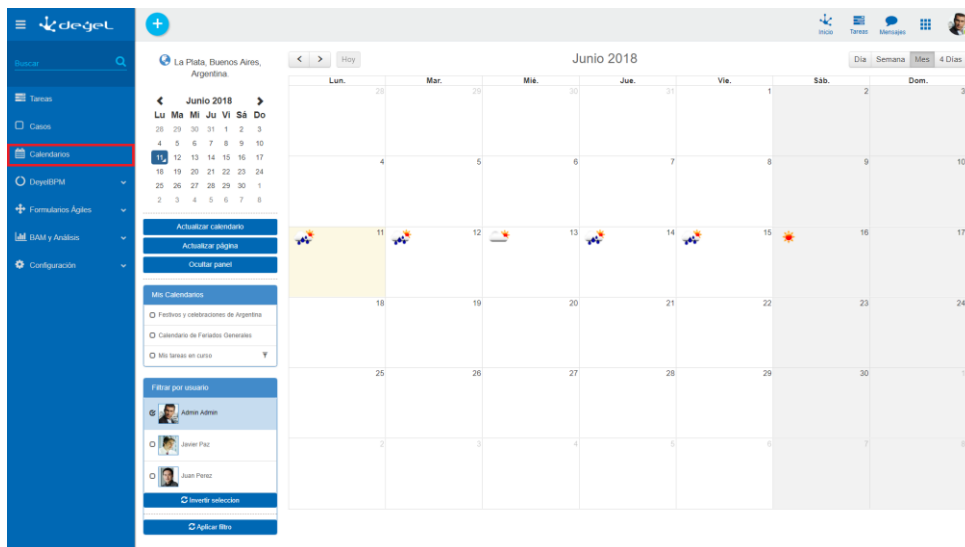 deyel
Inicio
Tareas
Mensajes
Buscar
Tareas
Casos
Calendarios
DeyelBPM
Formularios Ágiles
BAM y Análisis
Configuración
La Plata, Buenos Aires,
Argentina.
Junio 2018
Lu Ma Mi Ju Vi Sá Do
28 29 30 31 1 2 3
4 5 6 7 8 9 10
11 12 13 14 15 16 17
18 19 20 21 22 23 24
25 26 27 28 29 30 1
2 3 4 5 6 7 8
Actualizar calendario
Actualizar página
Ocultar panel
Mis Calendarios
Festivos y celebraciones de Argentina
Calendario de Feriados Generales
Mis tareas en curso
Filtrar por usuario
Admin Admin
Javier Paz
Juan Perez
Invertir seleccion
Aplicar filtro
Hoy
Junio 2018
Día Semana Mes 4 Días
Lun. Mar. Mié. Jue. Vie. Sáb. Dom.
28 29 30 31 1 2 3
4 5 6 7 8 9 10
11 12 13 14 15 16 17
18 19 20 21 22 23 24
25 26 27 28 29 30 1
2 3 4 5 6 7 8